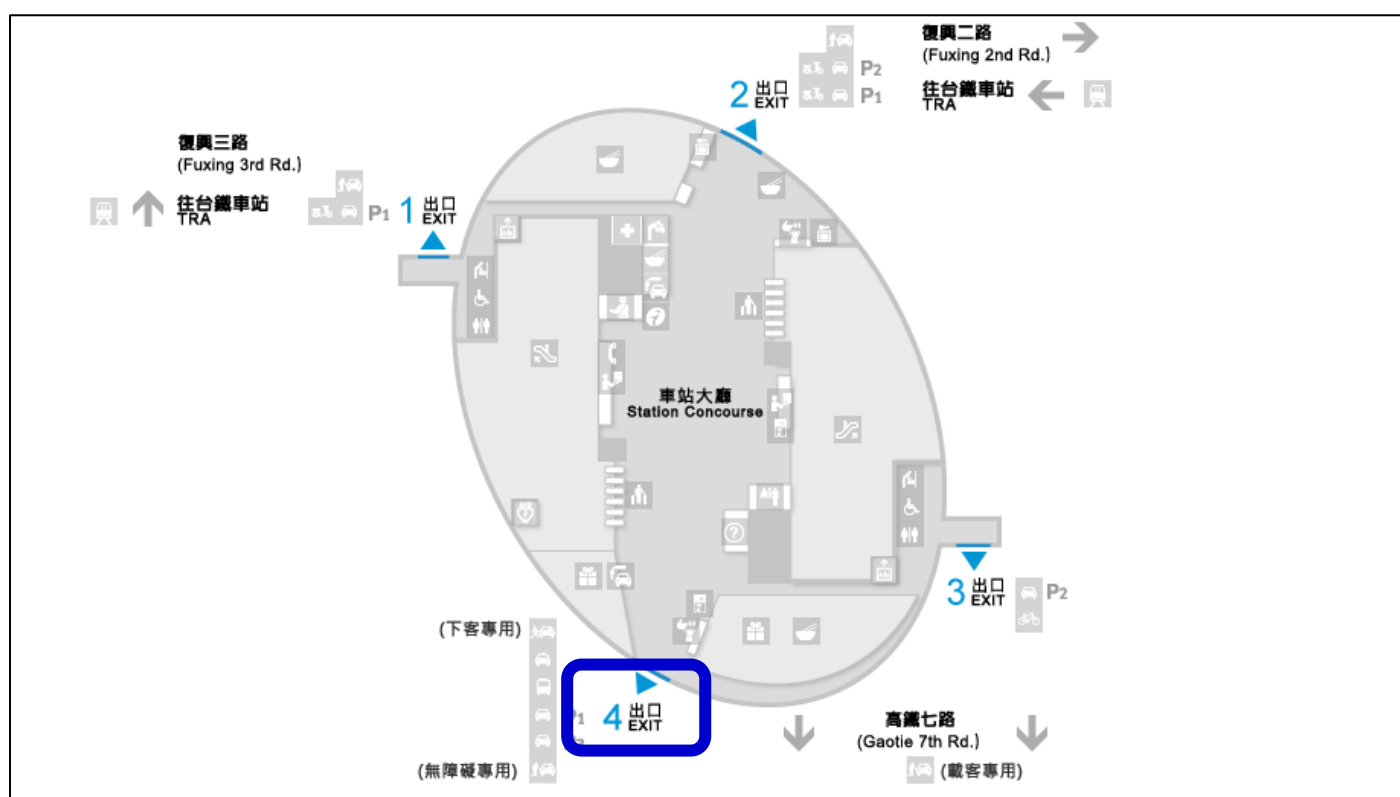 復興二路
(Fuxing 2nd Rd.)
P2
2 出口
EXIT
P1
往台鐵車站
TRA
復興三路
(Fuxing 3rd Rd.)
往台鐵車站
TRA
P1
1 出口
EXIT
車站大廳
Station Concourse
AED
3 出口
EXIT
P2
(下客專用)
4 出口
EXIT
高鐵七路
(Gaotie 7th Rd.)
(無障礙專用)
(載客專用)